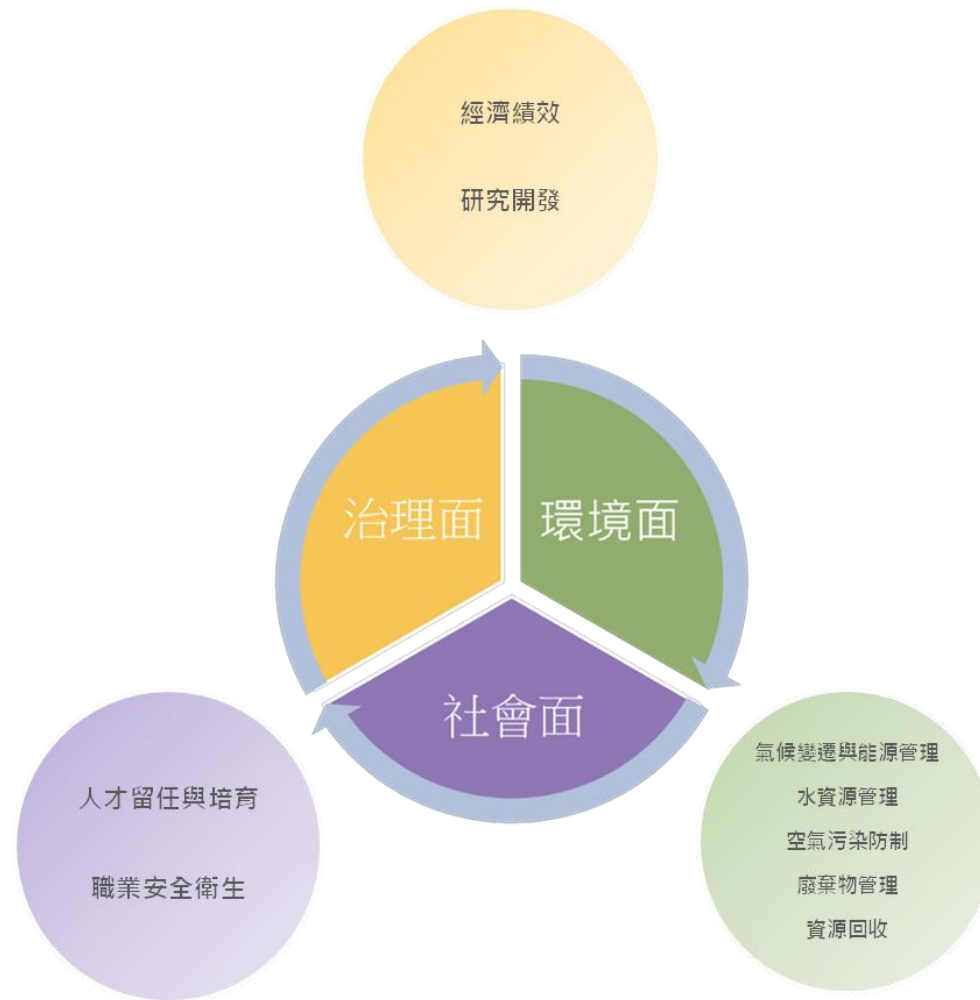 經濟績效
研究開發
治理面
環境面
社會面
人才留任與培育
職業安全衛生
氣候變遷與能源管理
水資源管理
空氣污染防制
廢棄物管理
資源回收